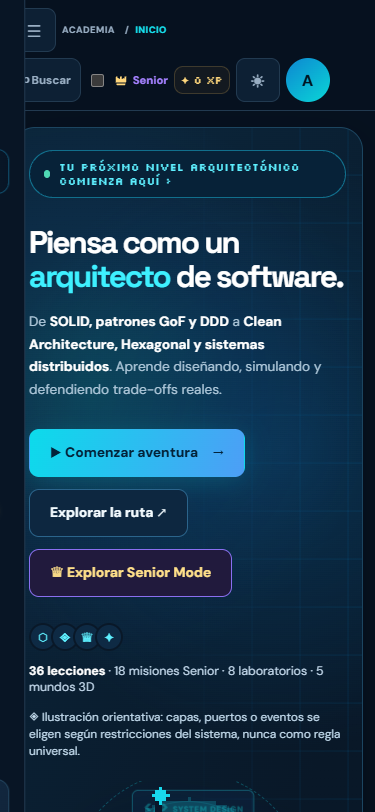 ☰ ACADEMIA / INICIO
Buscar Senior ✦ 0 XP A
TU PRÓXIMO NIVEL ARQUITECTÓNICO
COMIENZA AQUÍ >
Piensa como un
arquitecto de software.
De SOLID, patrones GoF y DDD a Clean
Architecture, Hexagonal y sistemas
distribuidos. Aprende diseñando, simulando y
defendiendo trade-offs reales.
▶ Comenzar aventura →
Explorar la ruta ↗
♛ Explorar Senior Mode
36 lecciones · 18 misiones Senior · 8 laboratorios · 5
mundos 3D
◈ Ilustración orientativa: capas, puertos o eventos se
eligen según restricciones del sistema, nunca como regla
universal.
SYSTEM DESIGN